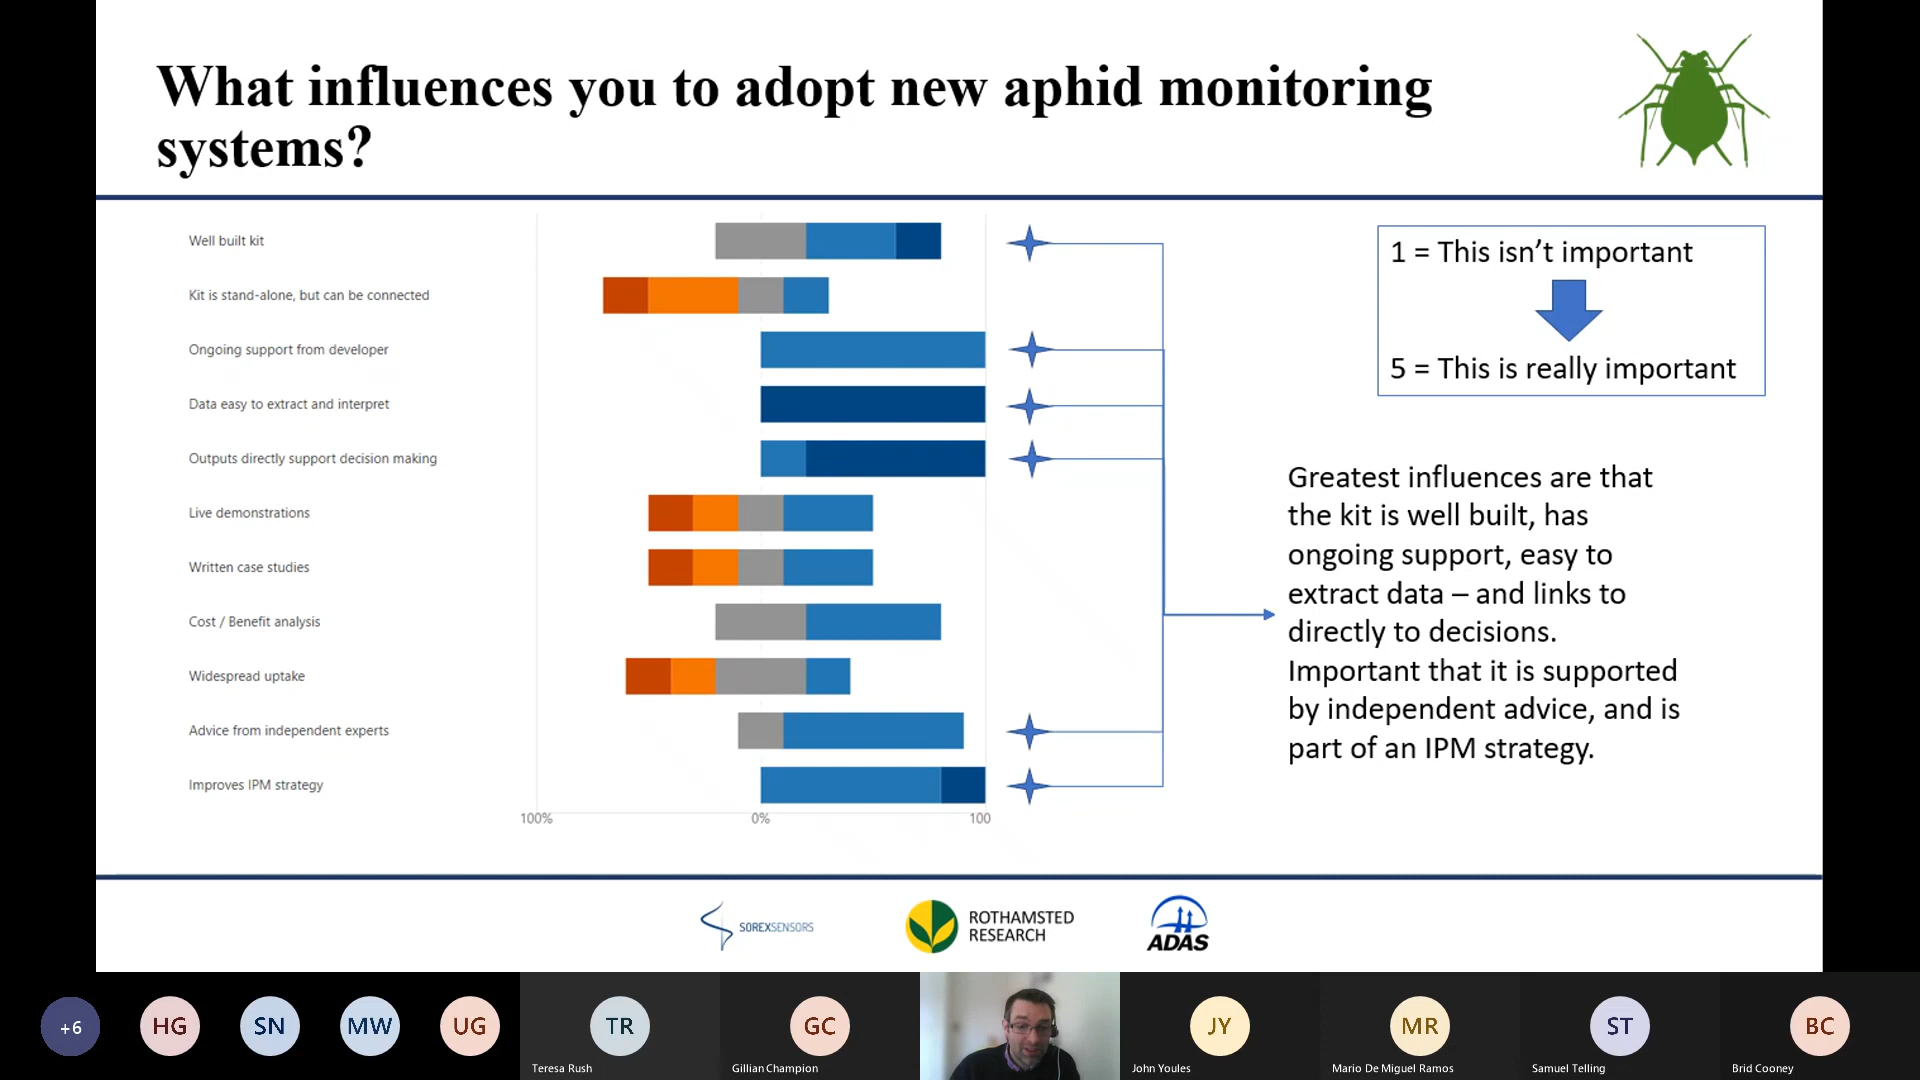 What influences you to adopt new aphid monitoring
systems?
Well built kit
Kit is stand-alone, but can be connected
Ongoing support from developer
Data easy to extract and interpret
Outputs directly support decision making
Live demonstrations
Written case studies
Cost / Benefit analysis
Widespread uptake
Advice from independent experts
Improves IPM strategy
100%
0%
100
1 = This isn’t important
5 = This is really important
Greatest influences are that
the kit is well built, has
ongoing support, easy to
extract data – and links to
directly to decisions.
Important that it is supported
by independent advice, and is
part of an IPM strategy.
SOREXSENSORS
ROTHAMSTED
RESEARCH
ADAS
+6
HG
SN
MW
UG
TR
Teresa Rush
GC
Gillian Champion
JY
John Youles
MR
Mario De Miguel Ramos
ST
Samuel Telling
BC
Brid Cooney